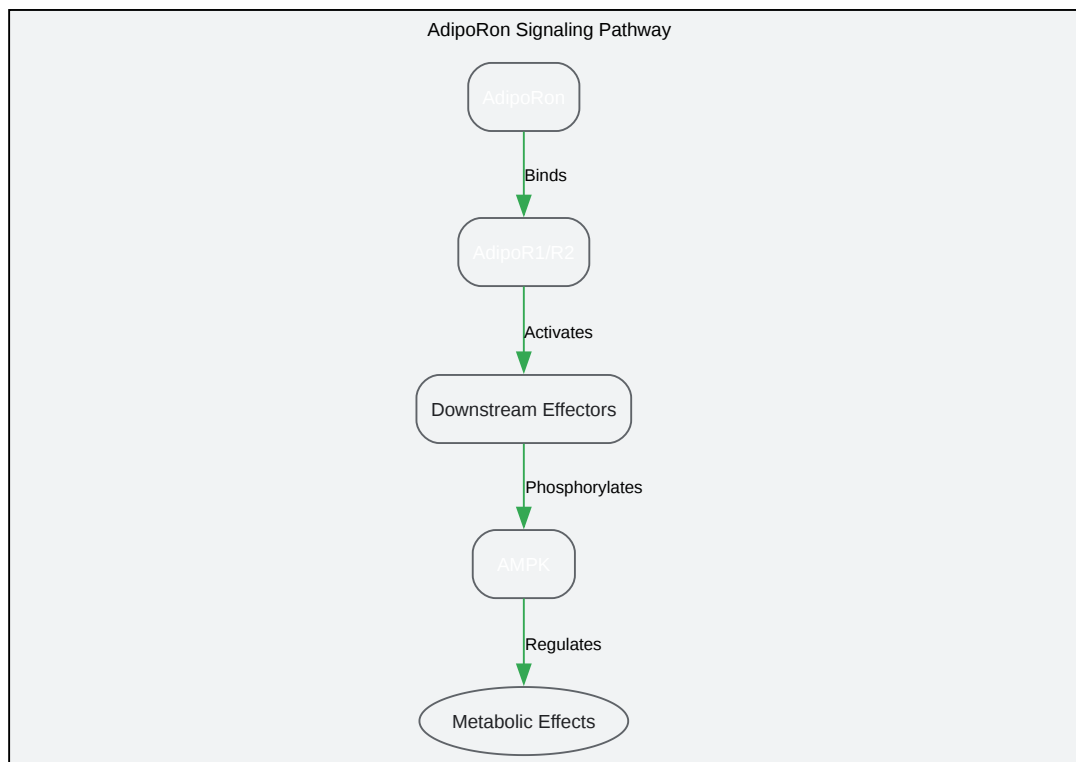 AdipoRon Signaling Pathway
AdipoRon
Binds
AdipoR1/R2
Activates
Downstream Effectors
Phosphorylates
AMPK
Regulates
Metabolic Effects